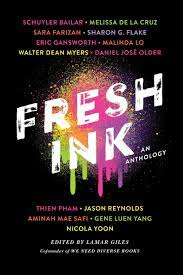 SCHUYLER BAILAR • MELISSA DE LA CRUZ
SARA FARIZAN • SHARON G. FLAKE
ERIC GANSWORTH • MALINDA LO
WALTER DEAN MYERS • DANIEL JOSÉ OLDER
FRESH
INK
AN
ANTHOLOGY
THIEN PHAM • JASON REYNOLDS
AMINAH MAE SAFI • GENE LUEN YANG
NICOLA YOON
EDITED BY LAMAR GILES
Cofounder of WE NEED DIVERSE BOOKS